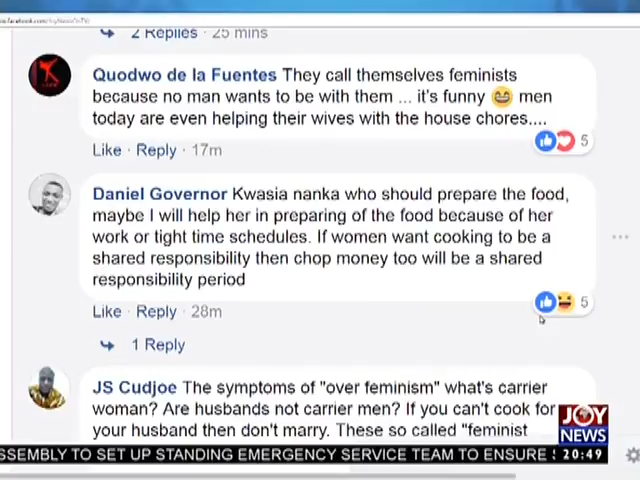 2 Replies · 25 mins
Quodwo de la Fuentes They call themselves feminists
because no man wants to be with them ... it's funny 😄 men
today are even helping their wives with the house chores....
5
Like · Reply · 17m
Daniel Governor Kwasia nanka who should prepare the food,
maybe I will help her in preparing of the food because of her
work or tight time schedules. If women want cooking to be a
shared responsibility then chop money too will be a shared
responsibility period
5
Like · Reply · 28m
1 Reply
JS Cudjoe The symptoms of "over feminism" what's carrier
woman? Are husbands not carrier men? If you can't cook for
your husband then don't marry. These so called "feminist
JOY
NEWS
20:49
SSEMBLY TO SET UP STANDING EMERGENCY SERVICE TEAM TO ENSURE